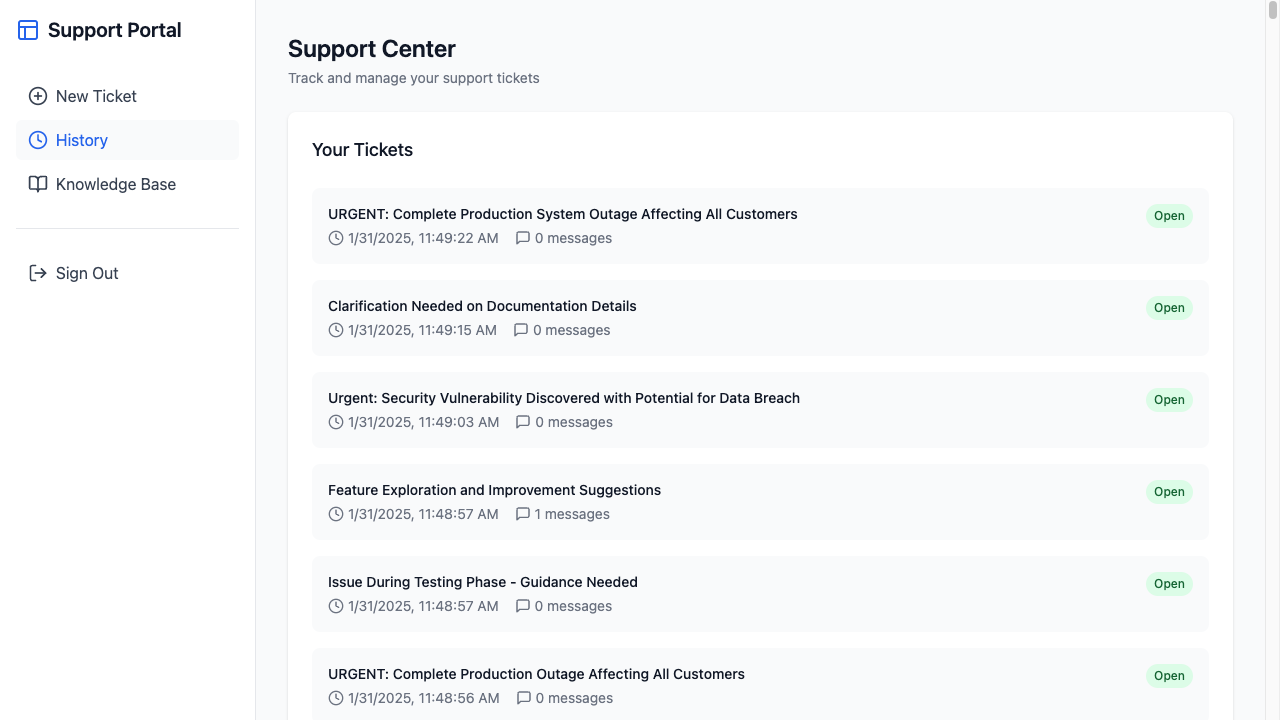 Support Portal
New Ticket
History
Knowledge Base
Sign Out
Support Center
Track and manage your support tickets
Your Tickets
URGENT: Complete Production System Outage Affecting All Customers
Open
1/31/2025, 11:49:22 AM 0 messages
Clarification Needed on Documentation Details
Open
1/31/2025, 11:49:15 AM 0 messages
Urgent: Security Vulnerability Discovered with Potential for Data Breach
Open
1/31/2025, 11:49:03 AM 0 messages
Feature Exploration and Improvement Suggestions
Open
1/31/2025, 11:48:57 AM 1 messages
Issue During Testing Phase - Guidance Needed
Open
1/31/2025, 11:48:57 AM 0 messages
URGENT: Complete Production Outage Affecting All Customers
Open
1/31/2025, 11:48:56 AM 0 messages